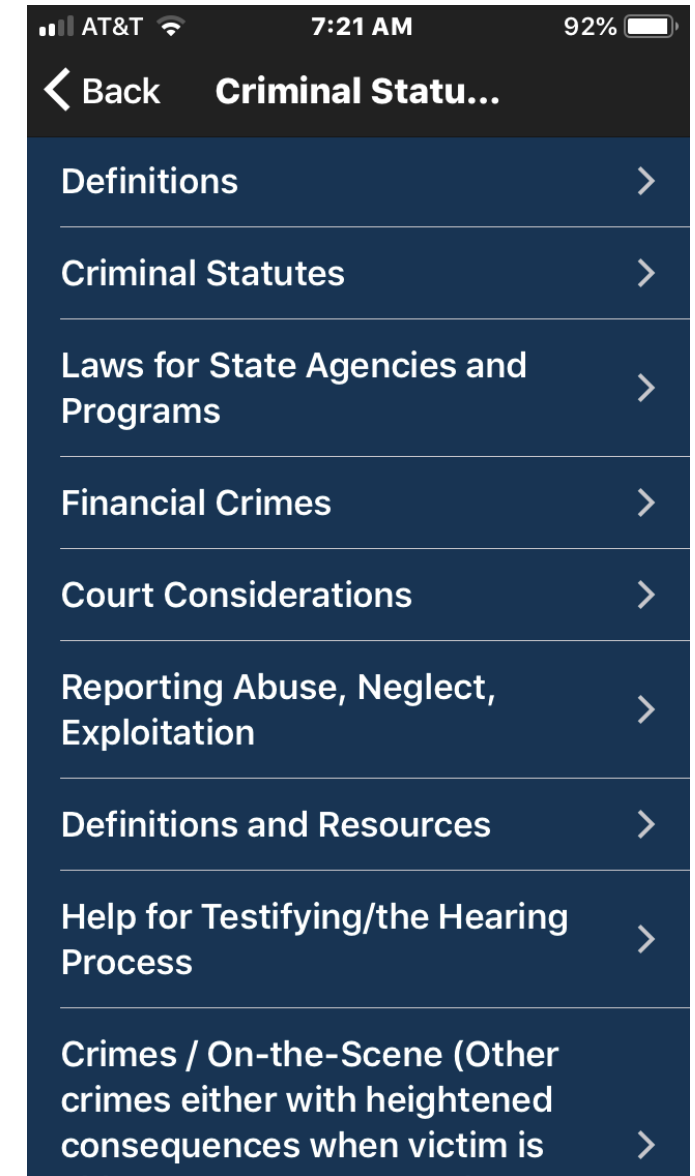 AT&T 7:21 AM 92%
Back Criminal Statu...
Definitions
Criminal Statutes
Laws for State Agencies and
Programs
Financial Crimes
Court Considerations
Reporting Abuse, Neglect,
Exploitation
Definitions and Resources
Help for Testifying/the Hearing
Process
Crimes / On-the-Scene (Other
crimes either with heightened
consequences when victim is